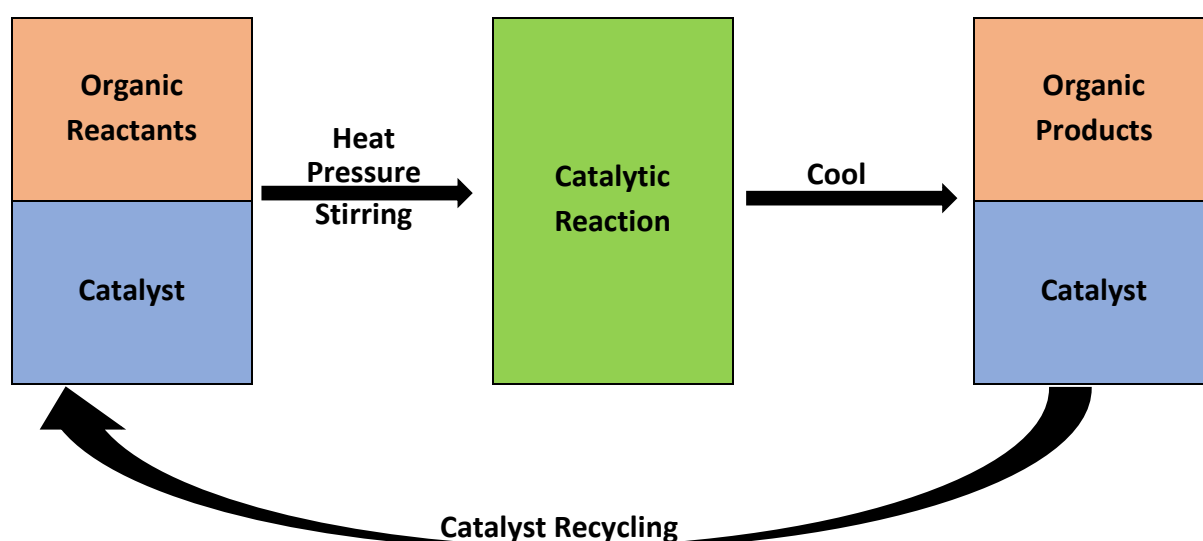 Organic
Reactants
Catalyst
Heat
Pressure
Stirring
Catalytic
Reaction
Cool
Organic
Products
Catalyst
Catalyst Recycling